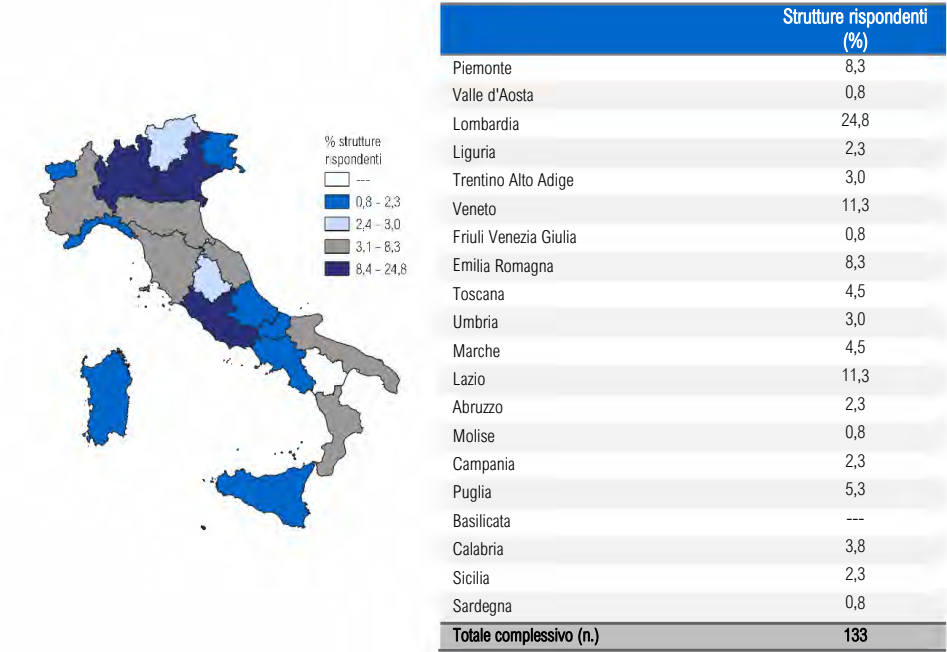 % strutture
rispondenti
---
0,8 - 2,3
2,4 – 3,0
3,1 – 8,3
8,4 – 24,8
Strutture rispondenti
(%)
Piemonte 8,3
Valle d'Aosta 0,8
Lombardia 24,8
Liguria 2,3
Trentino Alto Adige 3,0
Veneto 11,3
Friuli Venezia Giulia 0,8
Emilia Romagna 8,3
Toscana 4,5
Umbria 3,0
Marche 4,5
Lazio 11,3
Abruzzo 2,3
Molise 0,8
Campania 2,3
Puglia 5,3
Basilicata ---
Calabria 3,8
Sicilia 2,3
Sardegna 0,8
Totale complessivo (n.) 133